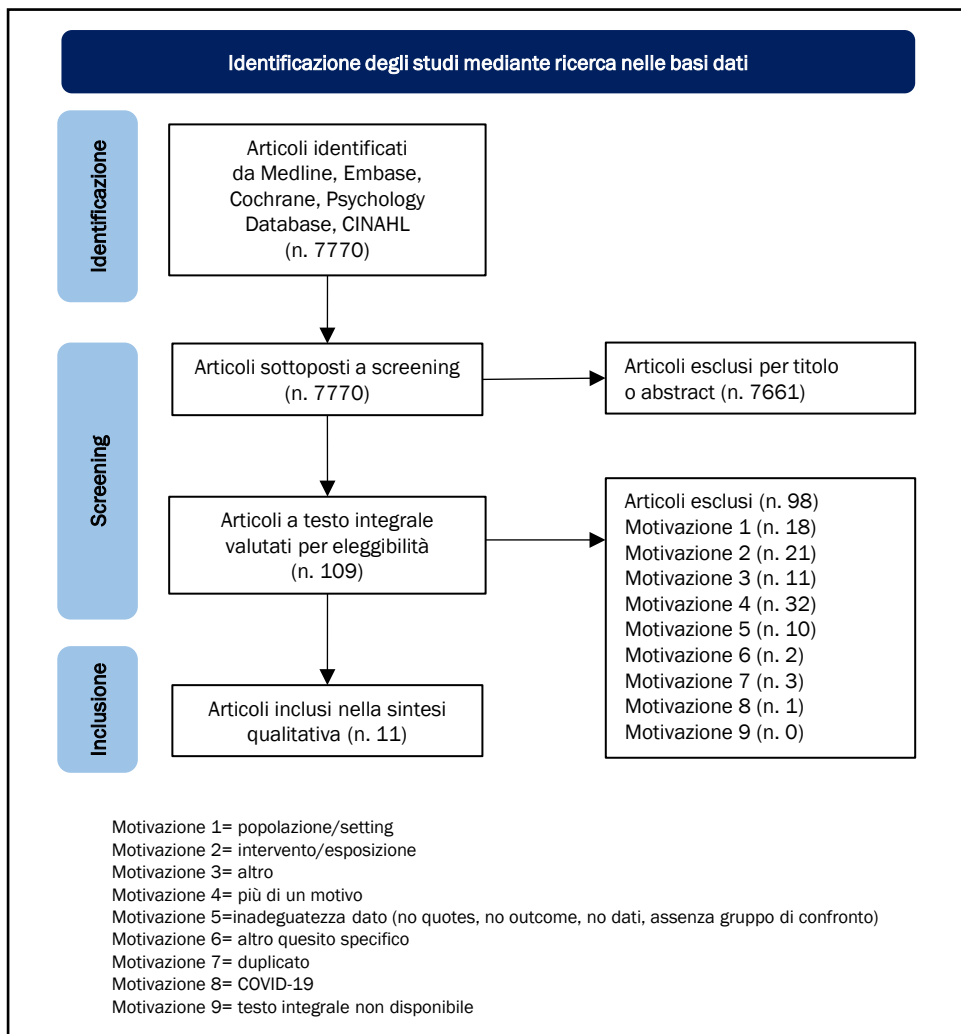 Identificazione degli studi mediante ricerca nelle basi dati
Identificazione
Articoli identificati
da Medline, Embase,
Cochrane, Psychology
Database, CINAHL
(n. 7770)
Screening
Articoli sottoposti a screening
(n. 7770)
Articoli esclusi per titolo
o abstract (n. 7661)
Articoli a testo integrale
valutati per eleggibilità
(n. 109)
Articoli esclusi (n. 98)
Motivazione 1 (n. 18)
Motivazione 2 (n. 21)
Motivazione 3 (n. 11)
Motivazione 4 (n. 32)
Motivazione 5 (n. 10)
Motivazione 6 (n. 2)
Motivazione 7 (n. 3)
Motivazione 8 (n. 1)
Motivazione 9 (n. 0)
Inclusione
Articoli inclusi nella sintesi
qualitativa (n. 11)
Motivazione 1= popolazione/setting
Motivazione 2= intervento/esposizione
Motivazione 3= altro
Motivazione 4= più di un motivo
Motivazione 5=inadeguatezza dato (no quotes, no outcome, no dati, assenza gruppo di confronto)
Motivazione 6= altro quesito specifico
Motivazione 7= duplicato
Motivazione 8= COVID-19
Motivazione 9= testo integrale non disponibile